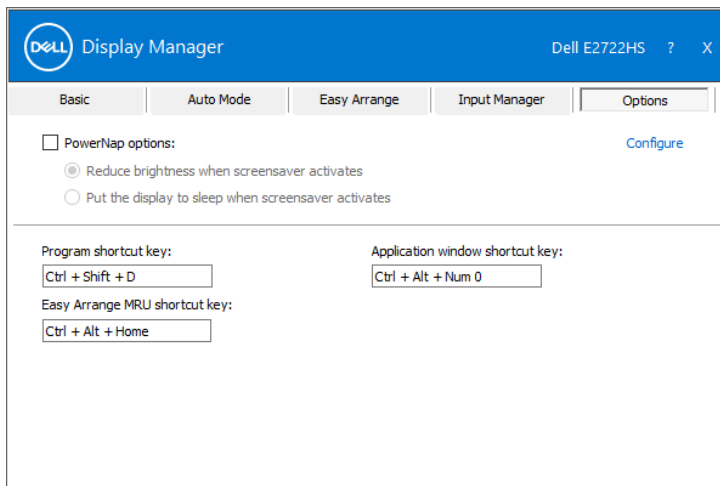 DELL Display Manager Dell E2722HS ? X
Basic Auto Mode Easy Arrange Input Manager Options
PowerNap options: Configure
Reduce brightness when screensaver activates
Put the display to sleep when screensaver activates
Program shortcut key: Application window shortcut key:
Ctrl + Shift + D Ctrl + Alt + Num 0
Easy Arrange MRU shortcut key:
Ctrl + Alt + Home